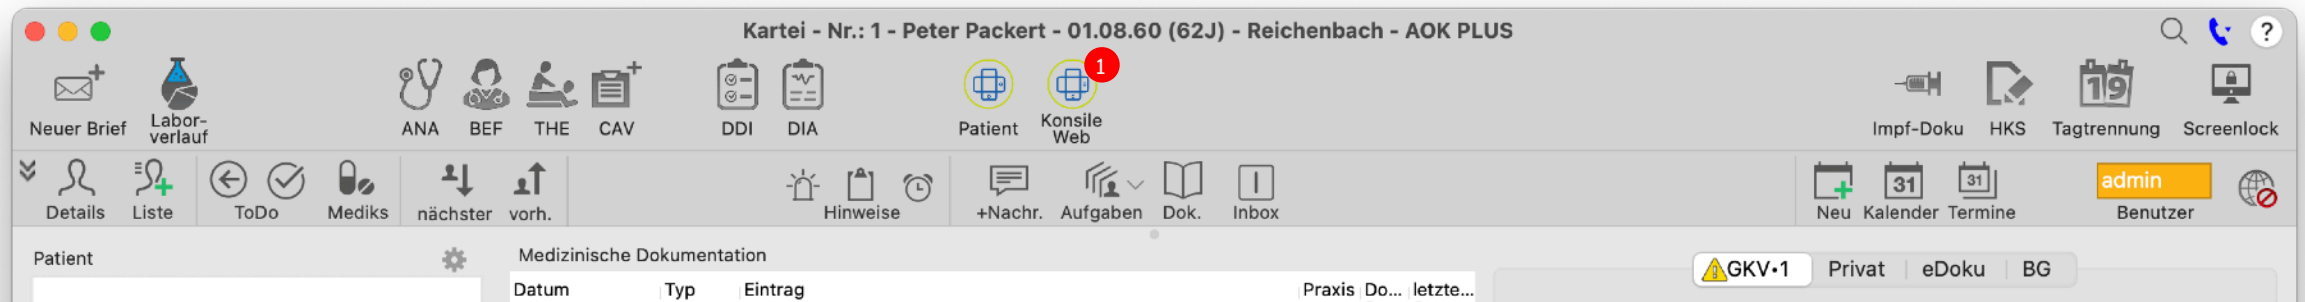 Kartei - Nr.: 1 - Peter Packert - 01.08.60 (62J) - Reichenbach - AOK PLUS
?
1
19
Neuer Brief
Labor-
verlauf
ANA
BEF
THE
CAV
DDI
DIA
Patient
Konsile
Web
Impf-Doku
HKS
Tagtrennung
Screenlock
31
31
admin
Details
Liste
ToDo
Mediks
nächster
vorh.
Hinweise
+Nachr.
Aufgaben
Dok.
Inbox
Neu
Kalender
Termine
Benutzer
Patient
Medizinische Dokumentation
GKV•1
Privat
eDoku
BG
Datum
Typ
Eintrag
Praxis
Do...
letzte...